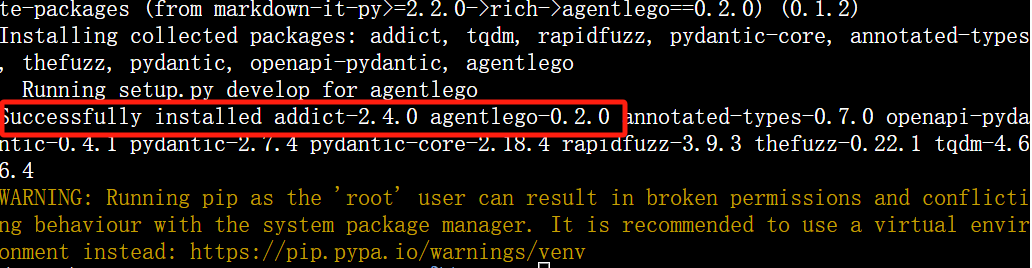 te-packages (from markdown-it-py>=2.2.0->rich->agentlego==0.2.0) (0.1.2)
Installing collected packages: addict, tqdm, rapidfuzz, pydantic-core, annotated-types
, thefuzz, pydantic, openapi-pydantic, agentlego
  Running setup.py develop for agentlego
Successfully installed addict-2.4.0 agentlego-0.2.0 annotated-types-0.7.0 openapi-pyda
ntic-0.4.1 pydantic-2.7.4 pydantic-core-2.18.4 rapidfuzz-3.9.3 thefuzz-0.22.1 tqdm-4.6
6.4
WARNING: Running pip as the 'root' user can result in broken permissions and conflicti
ng behaviour with the system package manager. It is recommended to use a virtual envir
onment instead: https://pip.pypa.io/warnings/venv